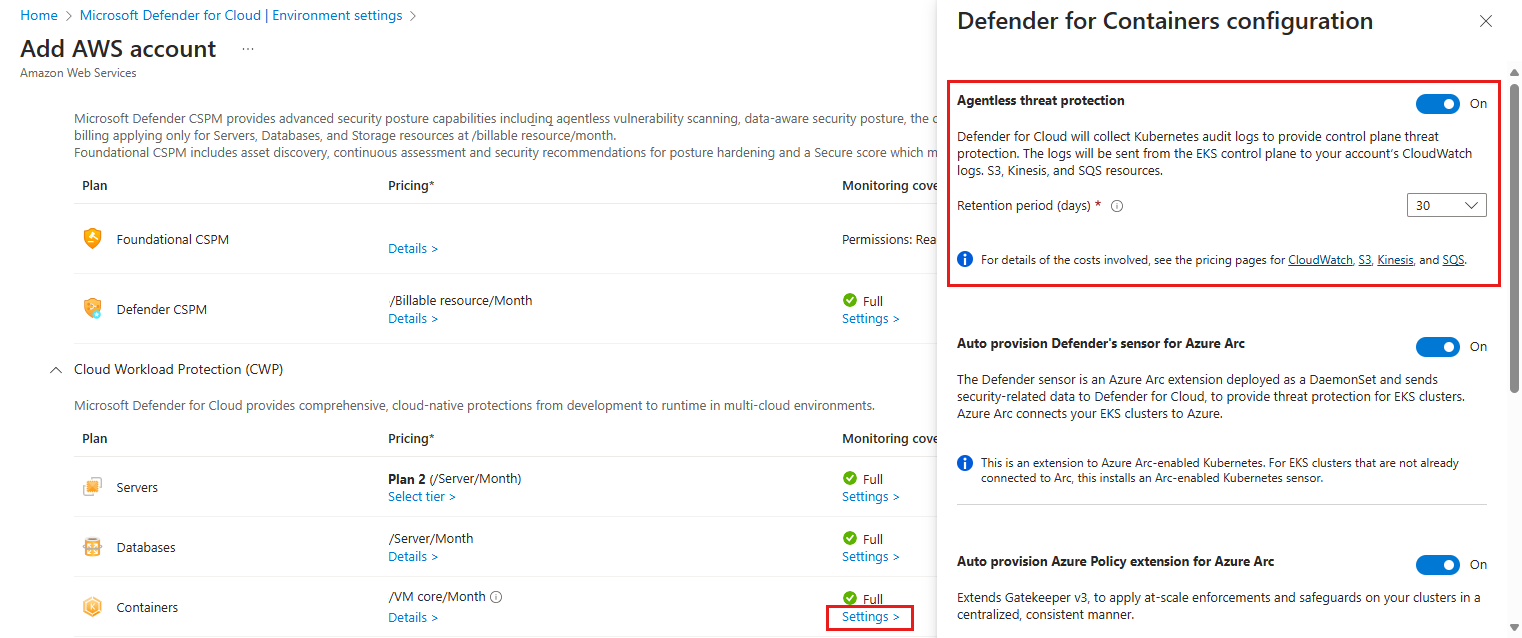 Home > Microsoft Defender for Cloud | Environment settings >
Add AWS account ...
Amazon Web Services
Microsoft Defender CSPM provides advanced security posture capabilities including agentless vulnerability scanning, data-aware security posture, the
billing applying only for Servers, Databases, and Storage resources at /billable resource/month.
Foundational CSPM includes asset discovery, continuous assessment and security recommendations for posture hardening and a Secure score which
Plan Pricing* Monitoring cove
Foundational CSPM
Details >
Permissions: Rea
Defender CSPM
/Billable resource/Month
Details >
Full
Settings >
Cloud Workload Protection (CWP)
Microsoft Defender for Cloud provides comprehensive, cloud-native protections from development to runtime in multi-cloud environments.
Plan Pricing* Monitoring cove
Servers
Plan 2 (/Server/Month)
Select tier >
Full
Settings >
Databases
/Server/Month
Details >
Full
Settings >
Containers
/VM core/Month
Details >
Full
Settings >
Defender for Containers configuration
Agentless threat protection
On
Defender for Cloud will collect Kubernetes audit logs to provide control plane threat
protection. The logs will be sent from the EKS control plane to your account's CloudWatch
logs. S3, Kinesis, and SQS resources.
Retention period (days) *
30
For details of the costs involved, see the pricing pages for CloudWatch, S3, Kinesis, and SQS.
Auto provision Defender's sensor for Azure Arc
On
The Defender sensor is an Azure Arc extension deployed as a DaemonSet and sends
security-related data to Defender for Cloud, to provide threat protection for EKS clusters.
Azure Arc connects your EKS clusters to Azure.
This is an extension to Azure Arc-enabled Kubernetes. For EKS clusters that are not already
connected to Arc, this installs an Arc-enabled Kubernetes sensor.
Auto provision Azure Policy extension for Azure Arc
On
Extends Gatekeeper v3, to apply at-scale enforcements and safeguards on your clusters in a
centralized, consistent manner.